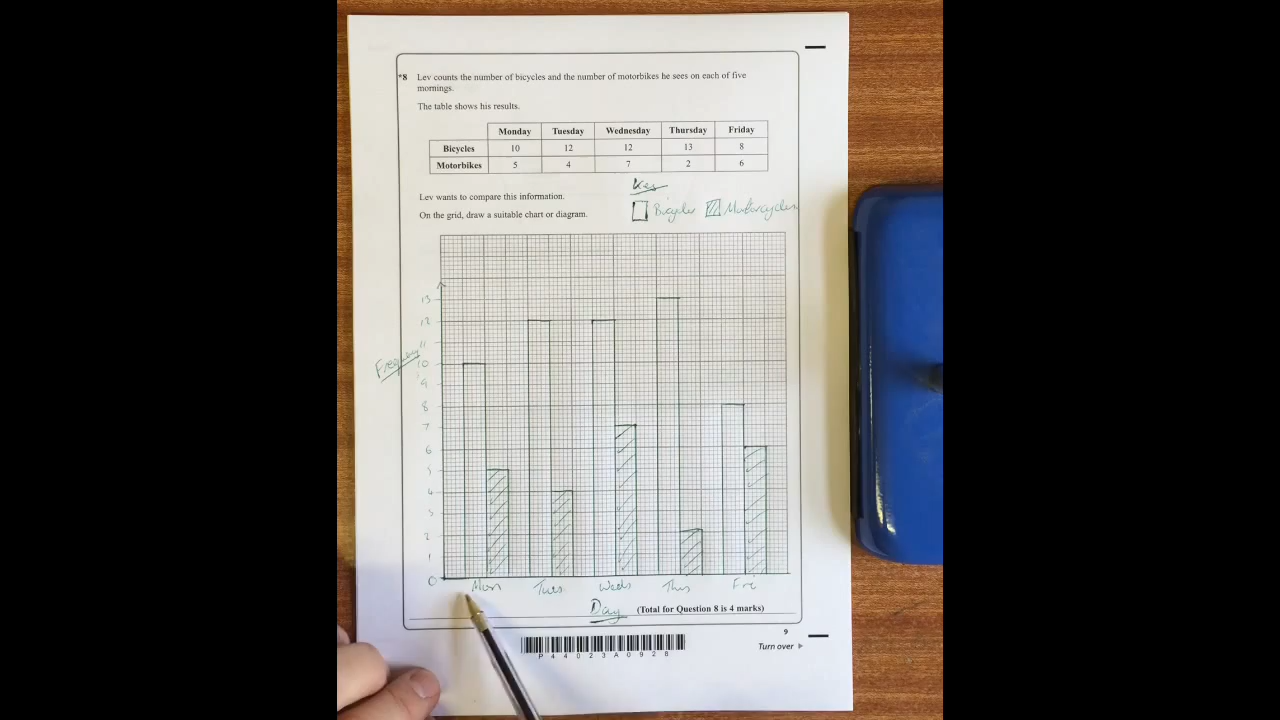 *8 Lev counts the number of bicycles and the number of motorbikes he sees on each of five
mornings.
The table shows his results.
Monday Tuesday Wednesday Thursday Friday
Bicycles 10 12 12 13 8
Motorbikes 5 4 7 2 6
Key
Lev wants to compare this information.
Bicycles Motorcycles
On the grid, draw a suitable chart or diagram.
13
12
11
Frequency
10
9
8
7
6
5
4
3
2
1
0
Mon Tues Weds Thus Fri
Day (Total for Question 8 is 4 marks)
9
Turn over
P44023A0928